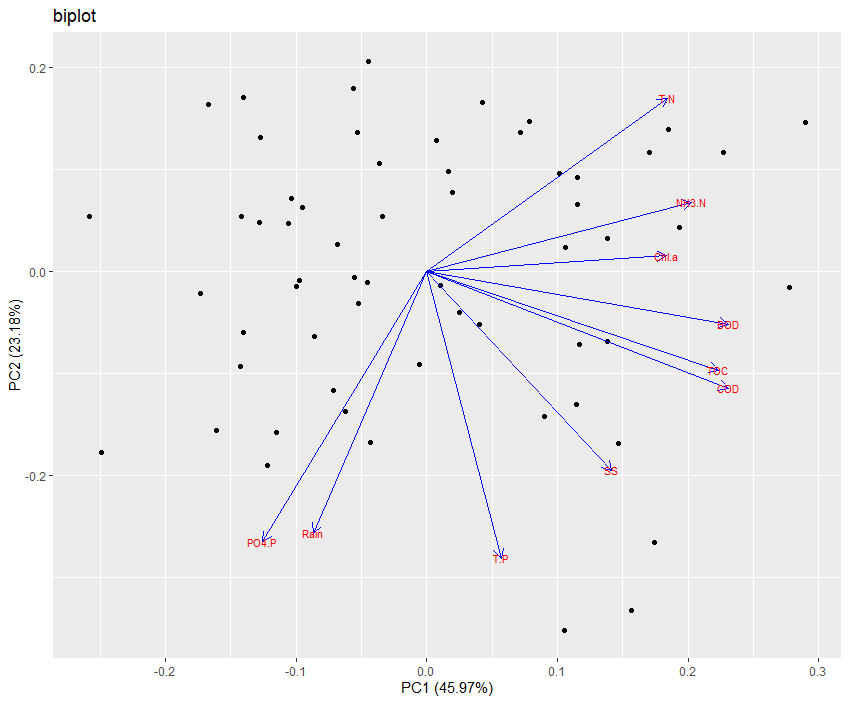 biplot
0.2
T.N
NH3.N
Chl.a
0.0
PC2 (23.18%)
BOD
TOC
COD
-0.2
SS
PO4.P
Rain
T.P
-0.2
-0.1
0.0
0.1
0.2
0.3
PC1 (45.97%)